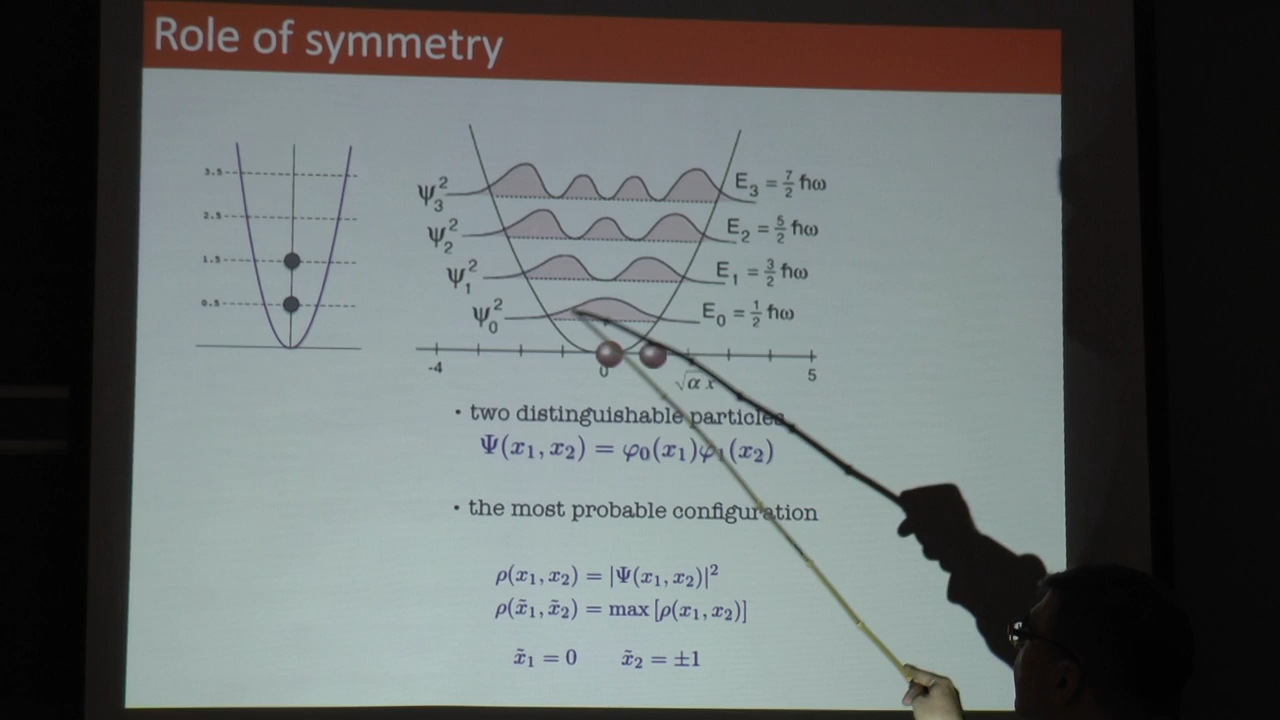 Role of symmetry
3.5
2.5
1.5
0.5
ψ₃²
E₃ = 7/2 ħω
ψ₂²
E₂ = 5/2 ħω
ψ₁²
E₁ = 3/2 ħω
ψ₀²
E₀ = 1/2 ħω
-4
0
√α x
5
• two distinguishable particles
Ψ(x₁, x₂) = φ₀(x₁)φ₁(x₂)
• the most probable configuration
ρ(x₁, x₂) = |Ψ(x₁, x₂)|²
ρ(x̃₁, x̃₂) = max [ρ(x₁, x₂)]
x̃₁ = 0 x̃₂ = ±1